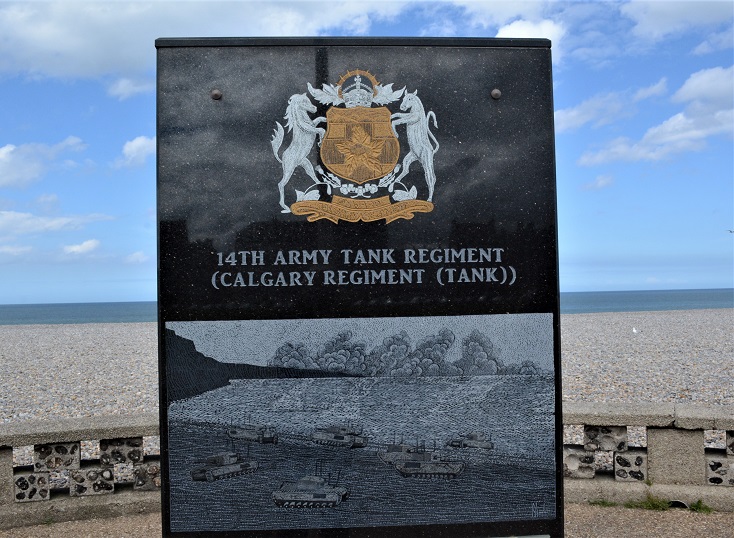 14TH ARMY TANK REGIMENT
(CALGARY REGIMENT (TANK))